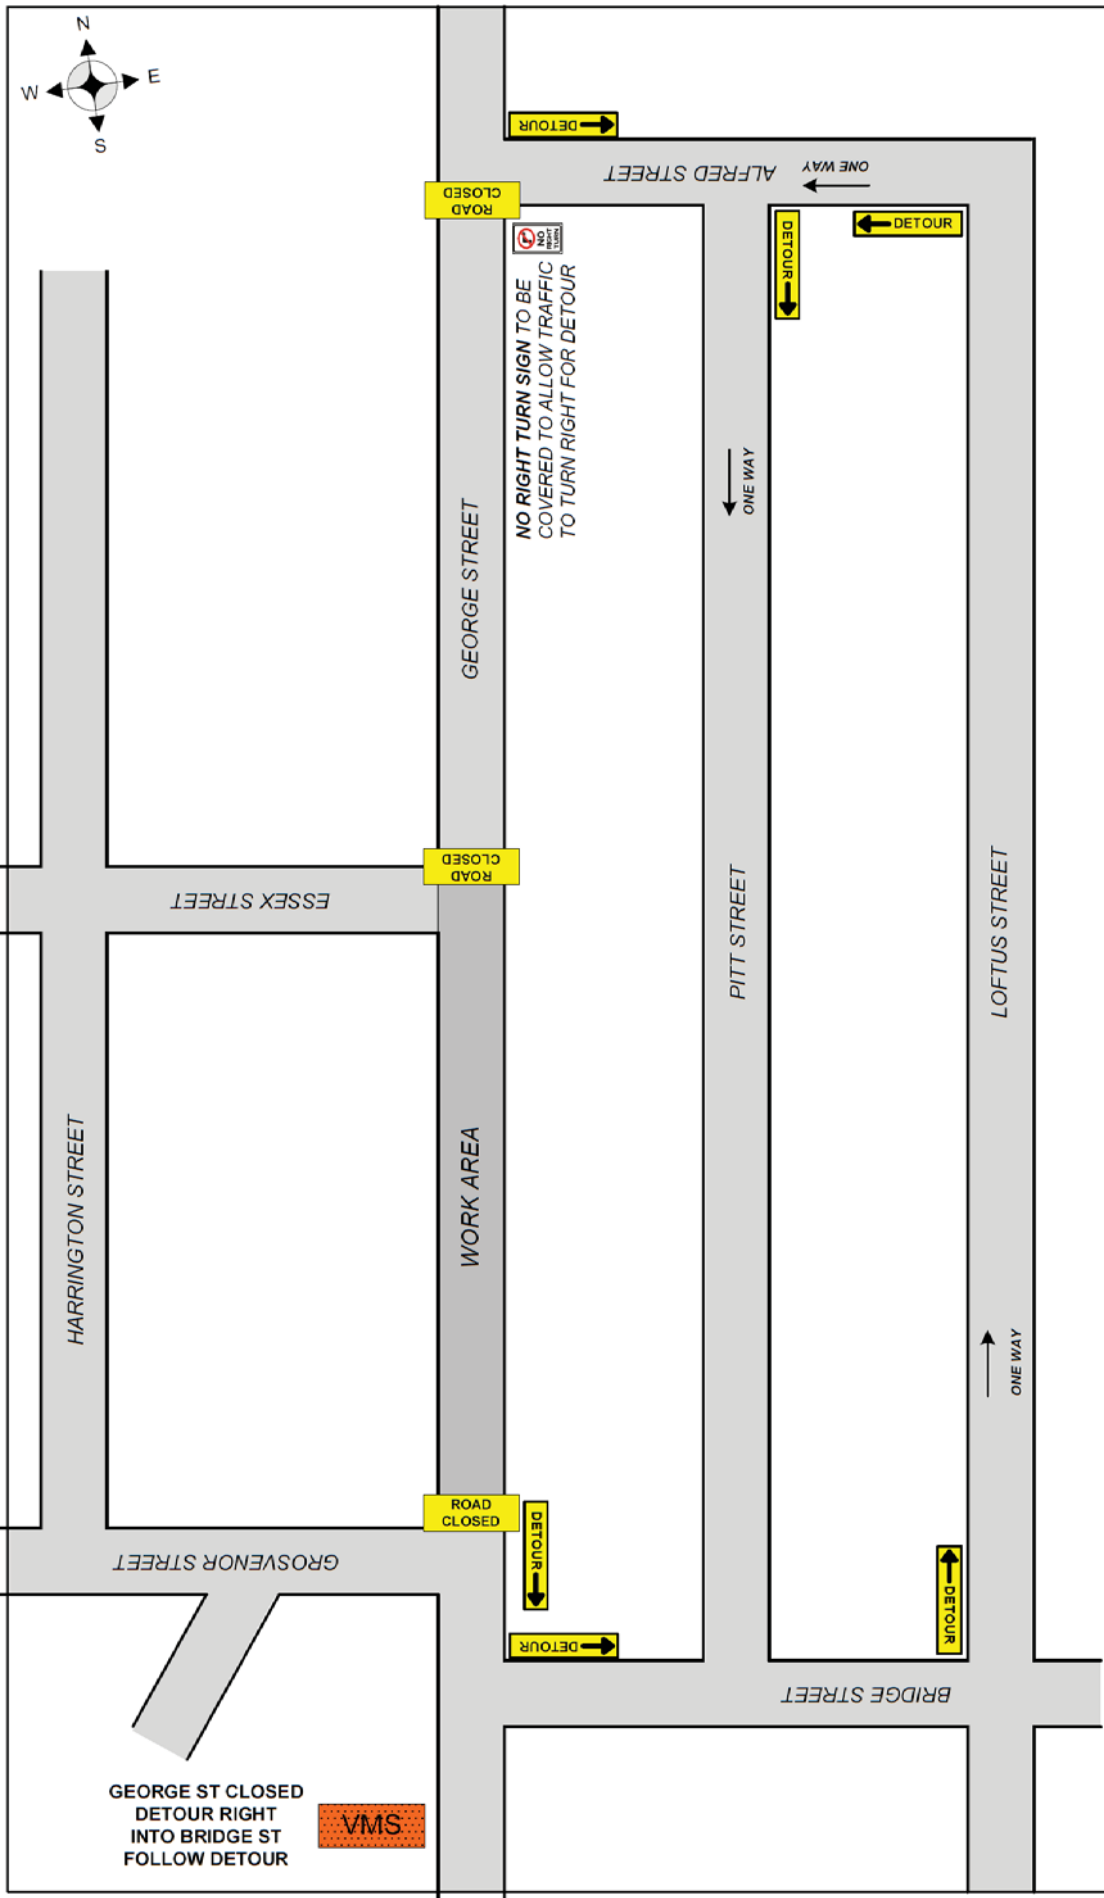 N
W
E
S
DETOUR
ALFRED STREET
ONE WAY
ROAD
CLOSED
NO
RIGHT
TURN
DETOUR
DETOUR
NO RIGHT TURN SIGN TO BE
COVERED TO ALLOW TRAFFIC
TO TURN RIGHT FOR DETOUR
ONE WAY
GEORGE STREET
ROAD
CLOSED
ESSEX STREET
PITT STREET
LOFTUS STREET
HARRINGTON STREET
WORK AREA
ONE WAY
ROAD
CLOSED
DETOUR
GROSVENOR STREET
DETOUR
DETOUR
BRIDGE STREET
GEORGE ST CLOSED
DETOUR RIGHT
INTO BRIDGE ST
FOLLOW DETOUR
VMS